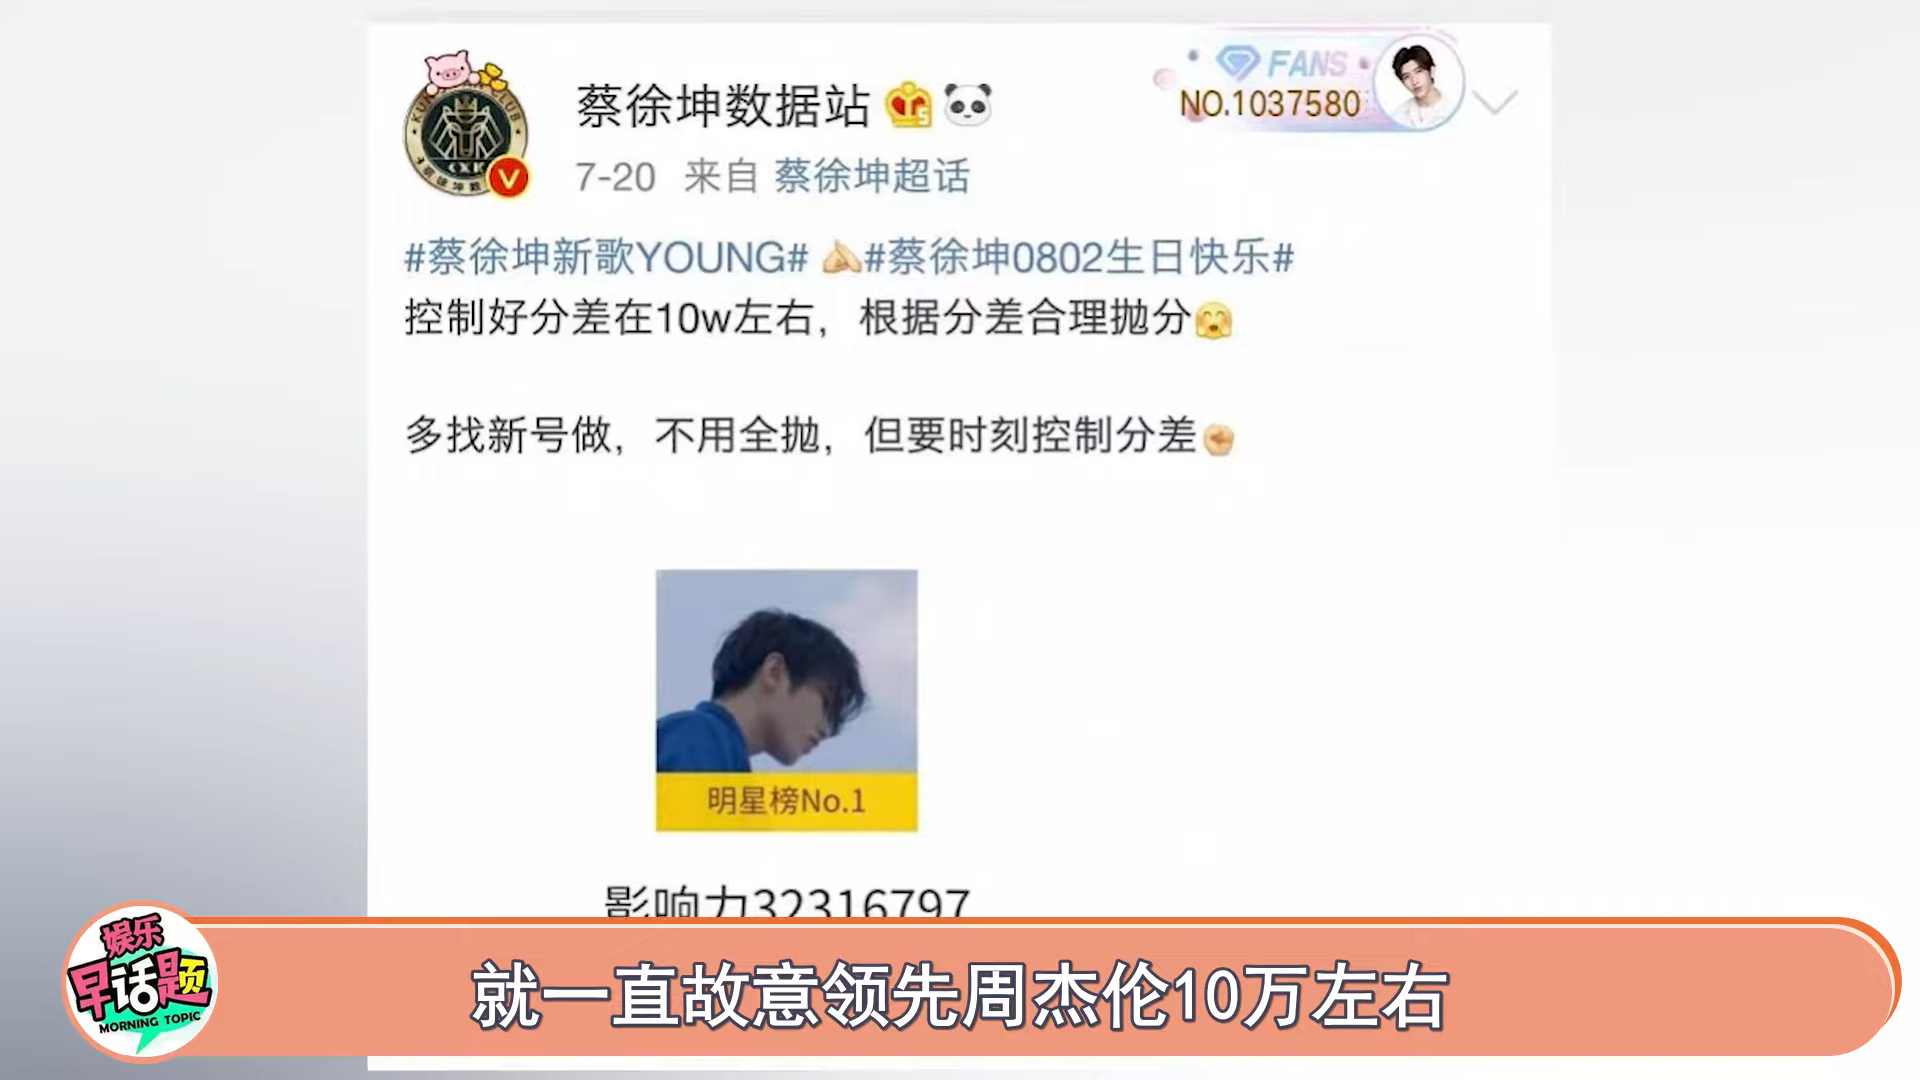 蔡徐坤数据站
FANS
NO.1037580
7-20 来自 蔡徐坤超话
#蔡徐坤新歌YOUNG# #蔡徐坤0802生日快乐#
控制好分差在10w左右，根据分差合理抛分
多找新号做，不用全抛，但要时刻控制分差
明星榜No.1
影响力32316797
娱乐
早话题
MORNING TOPIC
就一直故意领先周杰伦10万左右